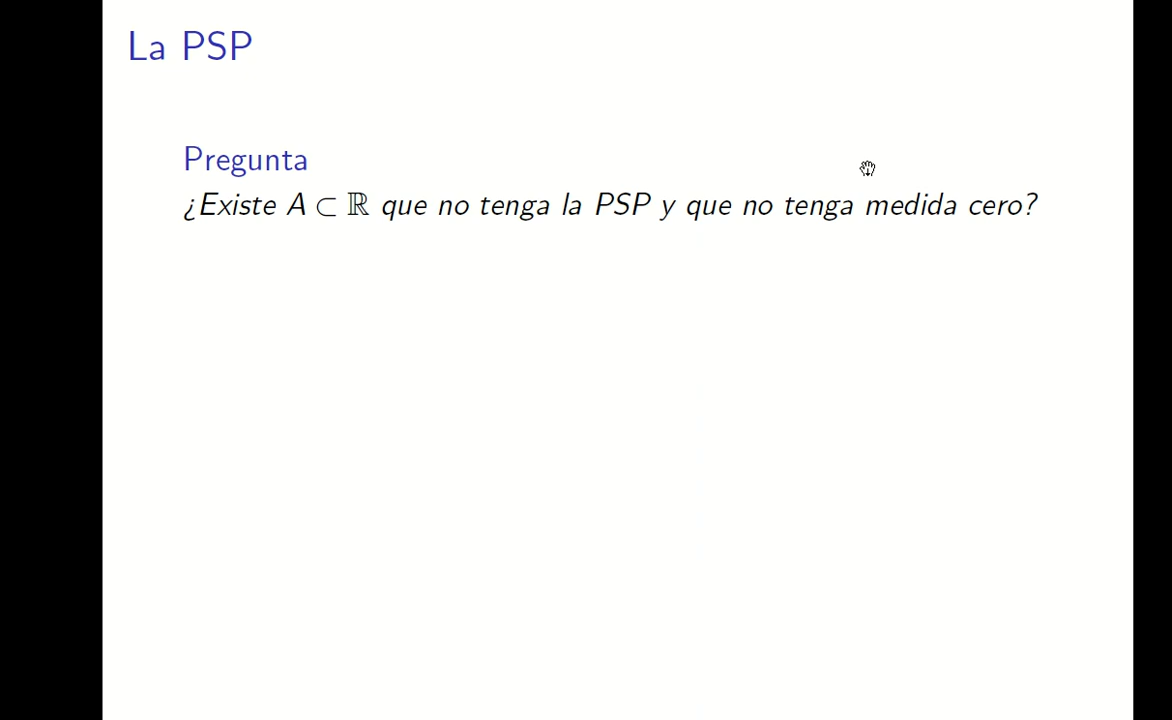 La PSP
Pregunta
¿Existe A ⊂ ℝ que no tenga la PSP y que no tenga medida cero?